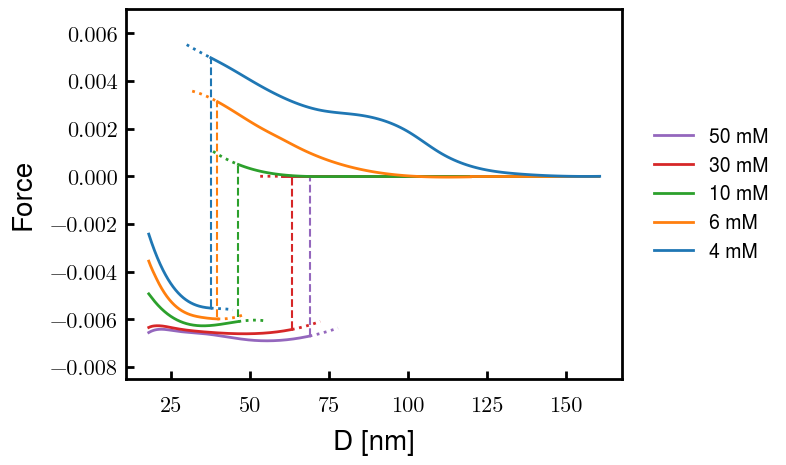 0.006
0.004
0.002
0.000
−0.002
−0.004
−0.006
−0.008
Force
25 50 75 100 125 150
D [nm]
50 mM
30 mM
10 mM
6 mM
4 mM